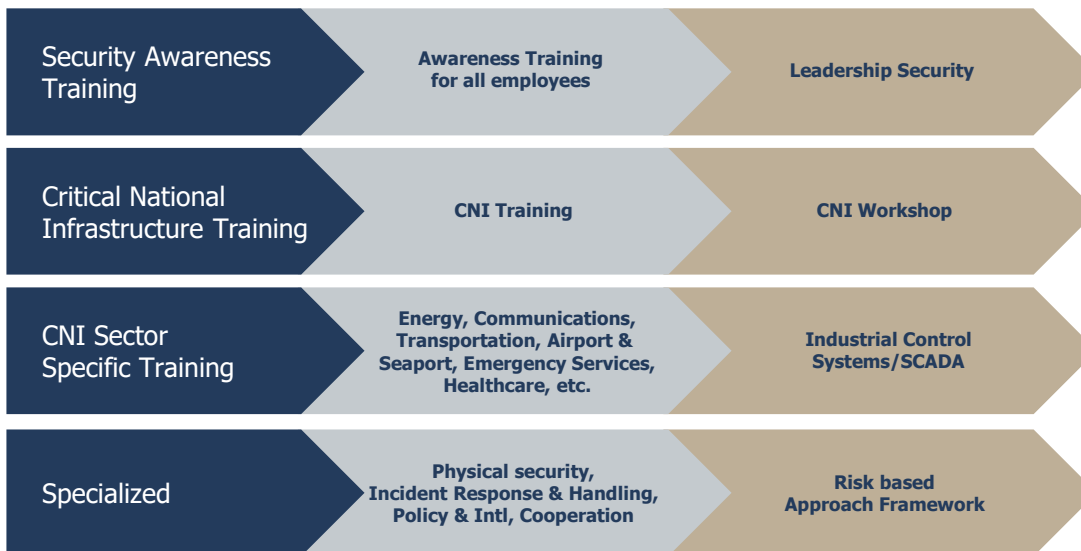 Security Awareness
Training
Awareness Training
for all employees
Leadership Security
Critical National
Infrastructure Training
CNI Training
CNI Workshop
CNI Sector
Specific Training
Energy, Communications,
Transportation, Airport &
Seaport, Emergency Services,
Healthcare, etc.
Industrial Control
Systems/SCADA
Specialized
Physical security,
Incident Response & Handling,
Policy & Intl, Cooperation
Risk based
Approach Framework